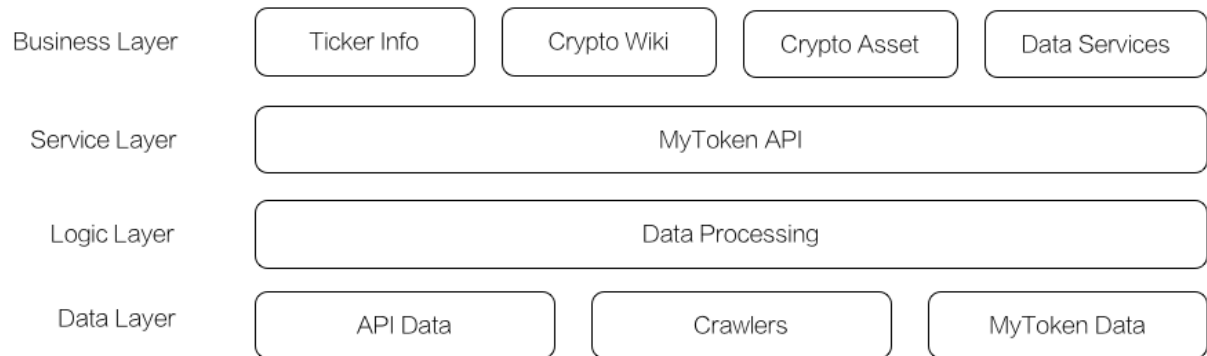 Business Layer Ticker Info Crypto Wiki Crypto Asset Data Services
Service Layer MyToken API
Logic Layer Data Processing
Data Layer API Data Crawlers MyToken Data